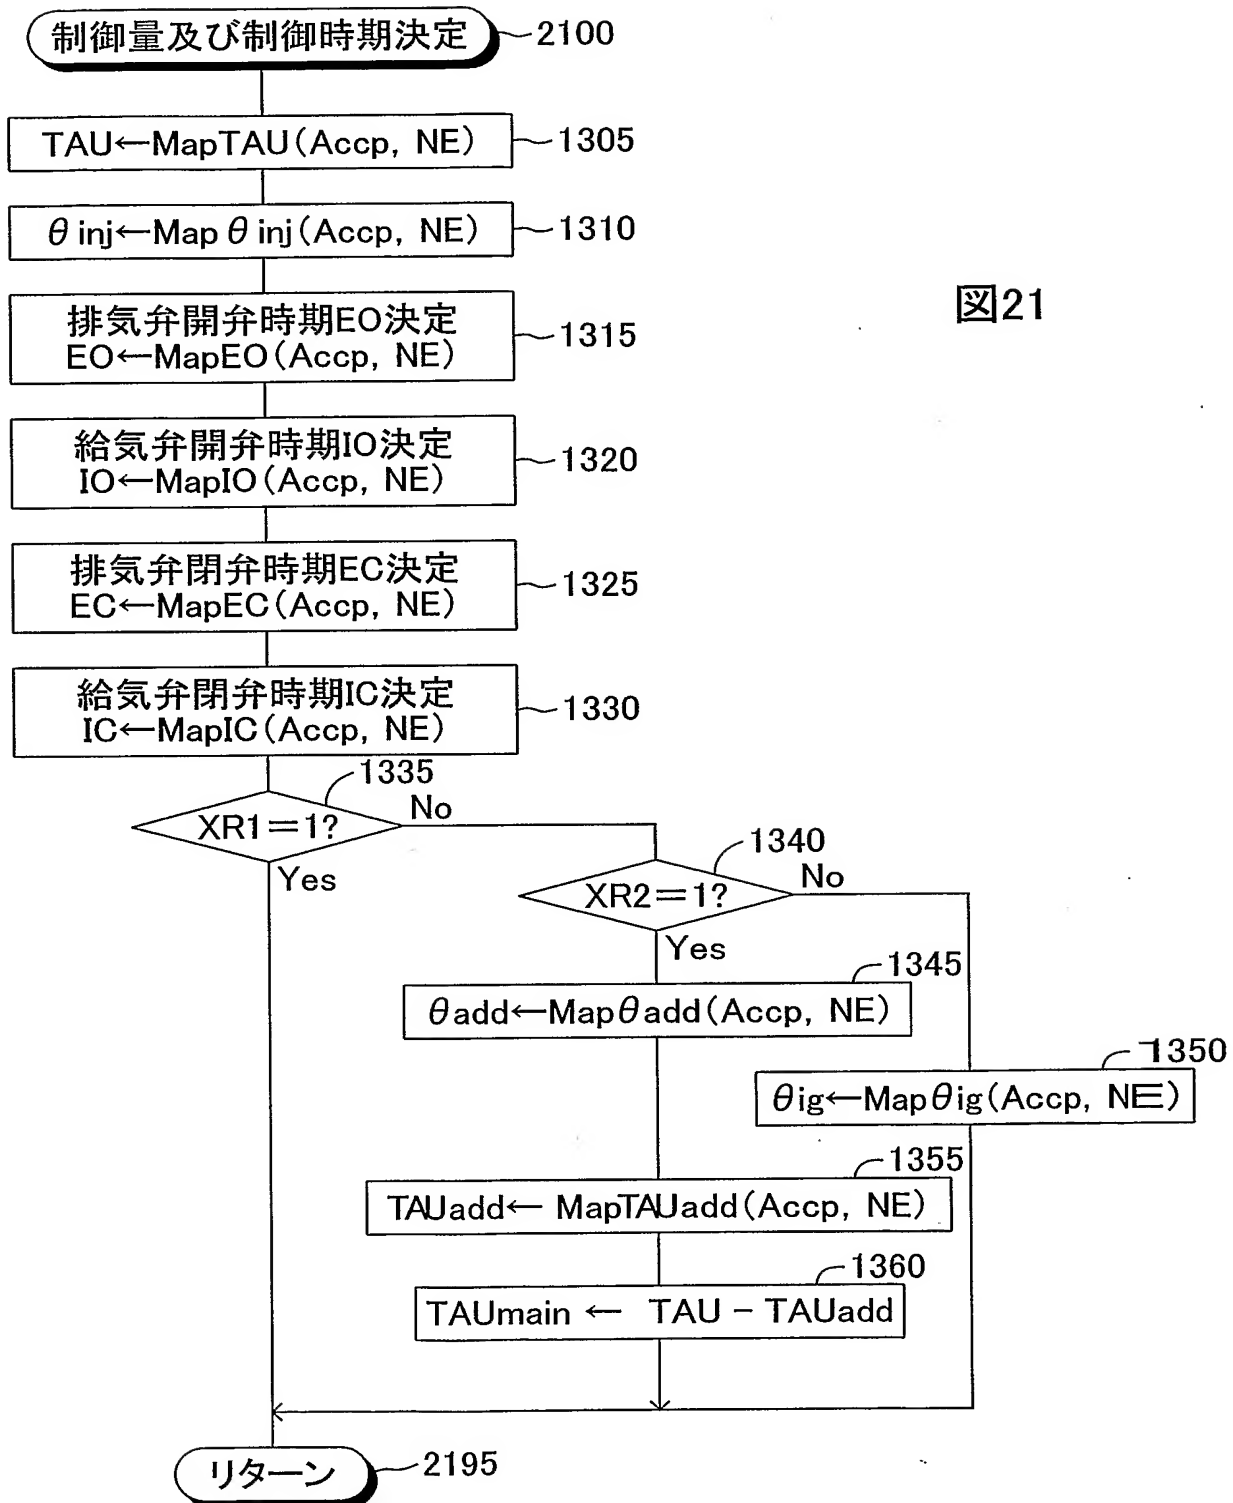 制御量及び制御時期決定
2100
TAU←MapTAU(Accp, NE)
1305
θinj←Mapθinj(Accp, NE)
1310
図21
排気弁開弁時期EO決定
EO←MapEO(Accp, NE)
1315
給気弁開弁時期IO決定
IO←MapIO(Accp, NE)
1320
排気弁閉弁時期EC決定
EC←MapEC(Accp, NE)
1325
給気弁閉弁時期IC決定
IC←MapIC(Accp, NE)
1330
1335
XR1=1?
No
Yes
1340
XR2=1?
No
Yes
1345
θadd←Mapθadd(Accp, NE)
1350
θig←Mapθig(Accp, NE)
1355
TAUadd← MapTAUadd(Accp, NE)
1360
TAUmain ← TAU − TAUadd
リターン
2195